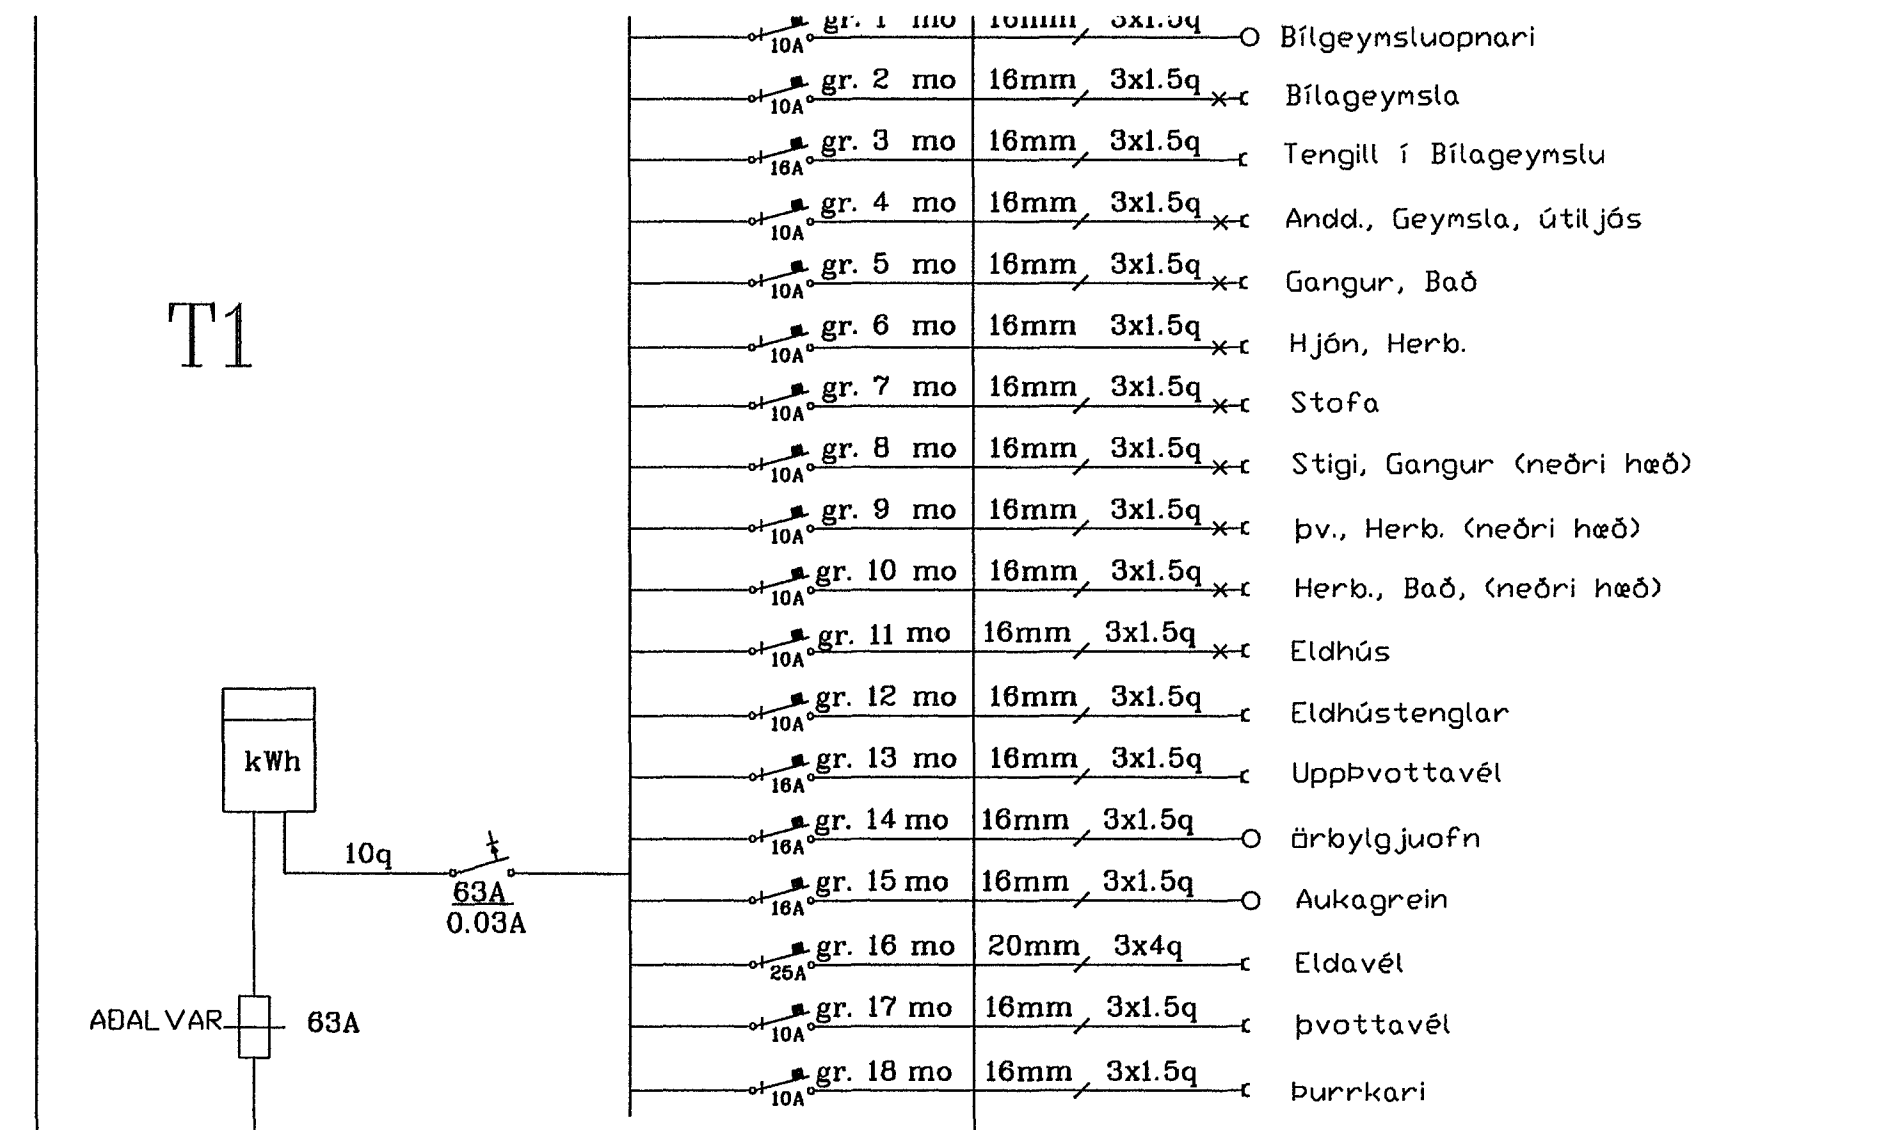 gr. 1 mo 16mm 3x1.5q
10A Bílgeymsluopnari
gr. 2 mo 16mm 3x1.5q
10A Bílageymsla
gr. 3 mo 16mm 3x1.5q
16A Tengill í Bílageymslu
gr. 4 mo 16mm 3x1.5q
10A Andd., Geymsla, útiljós
gr. 5 mo 16mm 3x1.5q
10A Gangur, Bað
T1
gr. 6 mo 16mm 3x1.5q
10A Hjón, Herb.
gr. 7 mo 16mm 3x1.5q
10A Stofa
gr. 8 mo 16mm 3x1.5q
10A Stigi, Gangur (neðri hæð)
gr. 9 mo 16mm 3x1.5q
10A þv., Herb. (neðri hæð)
gr. 10 mo 16mm 3x1.5q
10A Herb., Bað, (neðri hæð)
gr. 11 mo 16mm 3x1.5q
10A Eldhús
gr. 12 mo 16mm 3x1.5q
10A Eldhústenglar
kWh
gr. 13 mo 16mm 3x1.5q
16A UppÞvottavél
gr. 14 mo 16mm 3x1.5q
16A örbylgjuofn
10q
63A
0.03A
gr. 15 mo 16mm 3x1.5q
16A Aukagrein
gr. 16 mo 20mm 3x4q
25A Eldavél
AÐALVAR 63A
gr. 17 mo 16mm 3x1.5q
10A þvottavél
gr. 18 mo 16mm 3x1.5q
10A Þurrkari